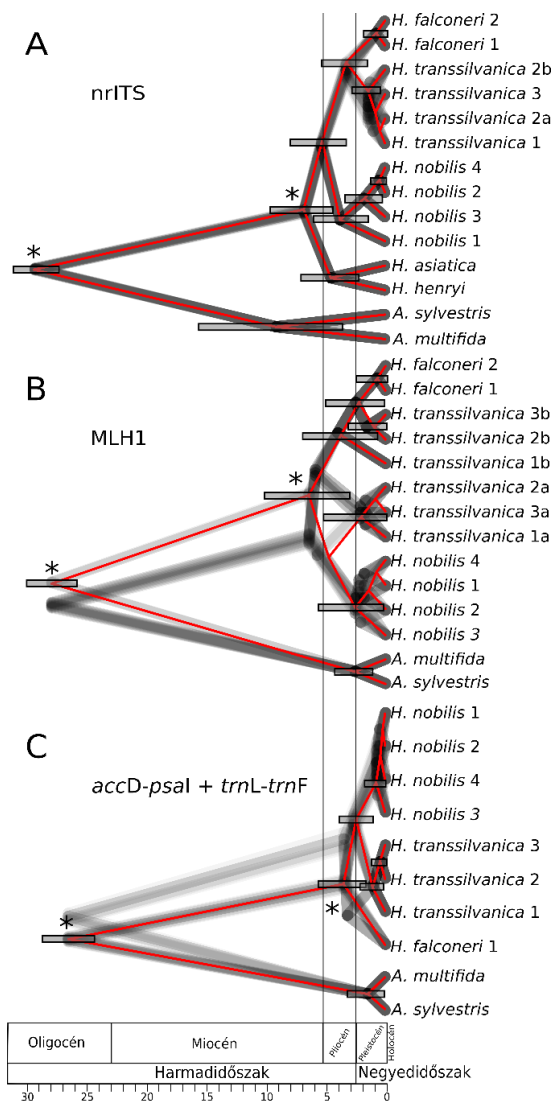 A
nrITS
*
*
H. falconeri 2
H. falconeri 1
H. transsilvanica 2b
H. transsilvanica 3
H. transsilvanica 2a
H. transsilvanica 1
H. nobilis 4
H. nobilis 2
H. nobilis 3
H. nobilis 1
H. asiatica
H. henryi
A. sylvestris
A. multifida
B
MLH1
*
*
H. falconeri 2
H. falconeri 1
H. transsilvanica 3b
H. transsilvanica 2b
H. transsilvanica 1b
H. transsilvanica 2a
H. transsilvanica 3a
H. transsilvanica 1a
H. nobilis 4
H. nobilis 1
H. nobilis 2
H. nobilis 3
A. multifida
A. sylvestris
C
accD-psaI + trnL-trnF
*
*
H. nobilis 1
H. nobilis 2
H. nobilis 4
H. nobilis 3
H. transsilvanica 3
H. transsilvanica 2
H. transsilvanica 1
H. falconeri 1
A. multifida
A. sylvestris
Oligocén Miocén Pliocén Pleistocén Holocén
Harmadidőszak Negyedidőszak
30 25 20 15 10 5 0